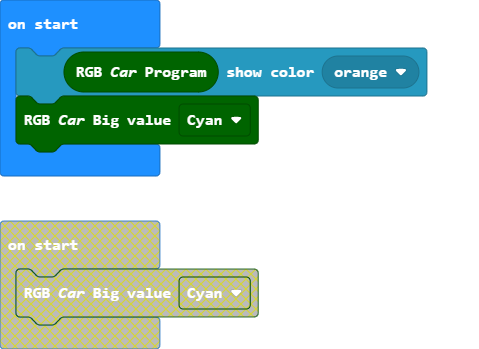 on start
RGB Car Program show color orange
RGB Car Big value Cyan
on start
RGB Car Big value Cyan